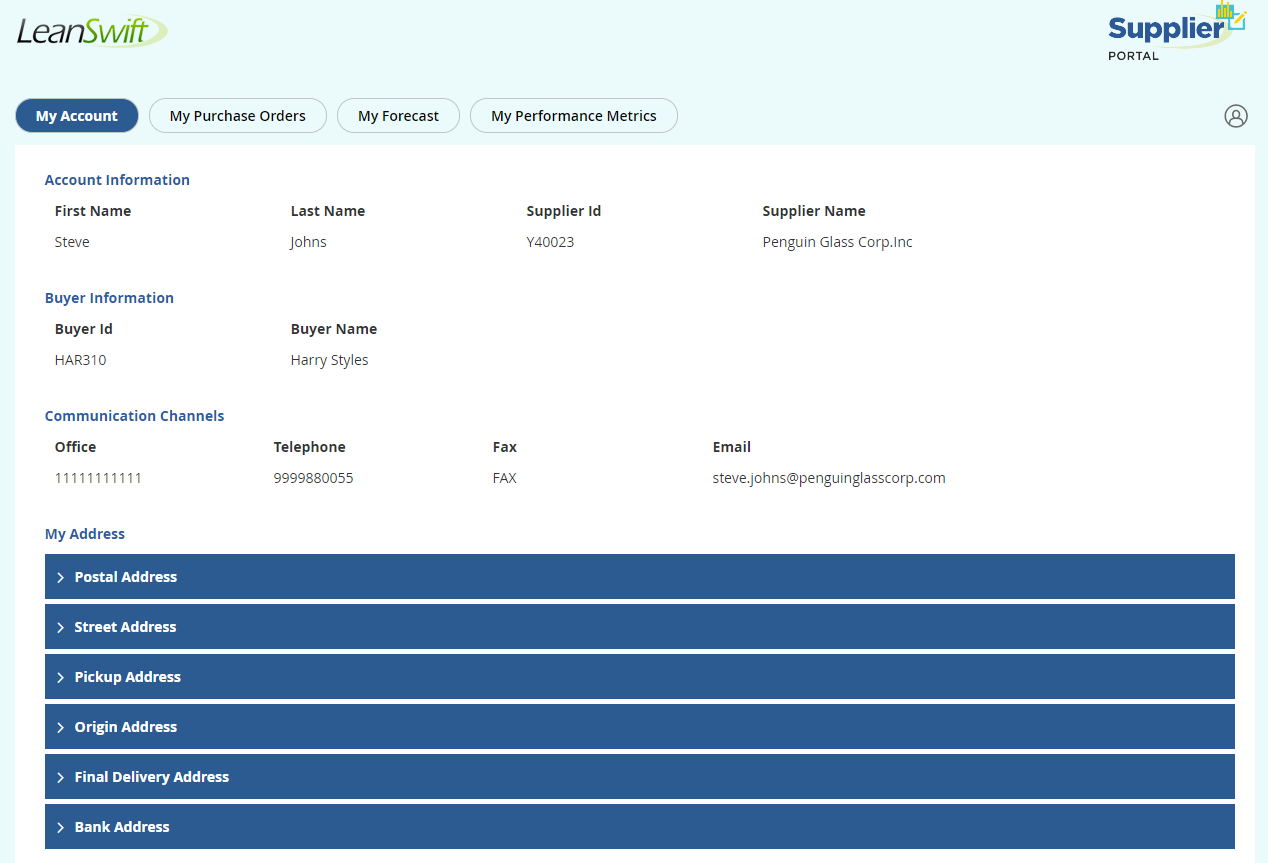 LeanSwift
Supplier
PORTAL
My Account My Purchase Orders My Forecast My Performance Metrics
Account Information
First Name Last Name Supplier Id Supplier Name
Steve Johns Y40023 Penguin Glass Corp.Inc
Buyer Information
Buyer Id Buyer Name
HAR310 Harry Styles
Communication Channels
Office Telephone Fax Email
11111111111 9999880055 FAX steve.johns@penguinglasscorp.com
My Address
Postal Address
Street Address
Pickup Address
Origin Address
Final Delivery Address
Bank Address